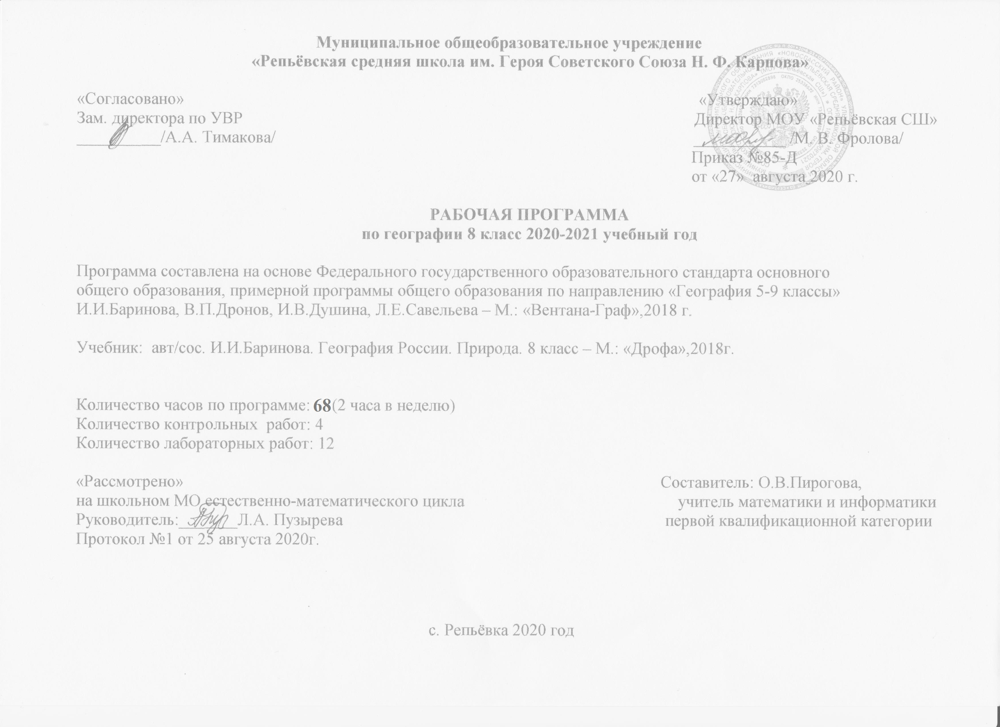 Муниципальное общеобразовательное учреждение
«Репьёвская средняя школа им. Героя Советского Союза Н. Ф. Карпова»
«Согласовано»
Зам. директора по УВР
/А.А. Тимакова/
«Утверждаю»
Директор МОУ «Репьёвская СШ»
/М. В. Фролова/
Приказ №85-Д
от «27» августа 2020 г.
РАБОЧАЯ ПРОГРАММА
по географии 8 класс 2020-2021 учебный год
Программа составлена на основе Федерального государственного образовательного стандарта основного
общего образования, примерной программы общего образования по направлению «География 5-9 классы»
И.И.Баринова, В.П.Дронов, И.В.Душина, Л.Е.Савельева – М.: «Вентана-Граф»,2018 г.
Учебник: авт/сос. И.И.Баринова. География России. Природа. 8 класс – М.: «Дрофа»,2018г.
Количество часов по программе: 68(2 часа в неделю)
Количество контрольных работ: 4
Количество лабораторных работ: 12
«Рассмотрено»
на школьном МО естественно-математического цикла
Руководитель:_______Л.А. Пузырева
Протокол №1 от 25 августа 2020г.
Составитель: О.В.Пирогова,
учитель математики и информатики
первой квалификационной категории
с. Репьёвка 2020 год